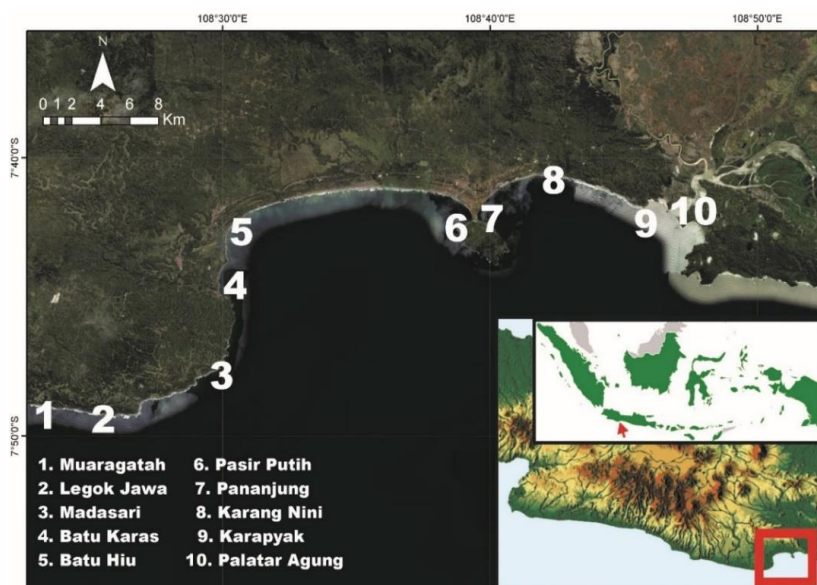 108°30'0"E 108°40'0"E 108°50'0"E
N
0 1 2 4 6 8
Km
7°40'0"S
8
7
10
5
6
9
4
3
1
2
7°50'0"S
1. Muaragatah
2. Legok Jawa
3. Madasari
4. Batu Karas
5. Batu Hiu
6. Pasir Putih
7. Pananjung
8. Karang Nini
9. Karapyak
10. Palatar Agung